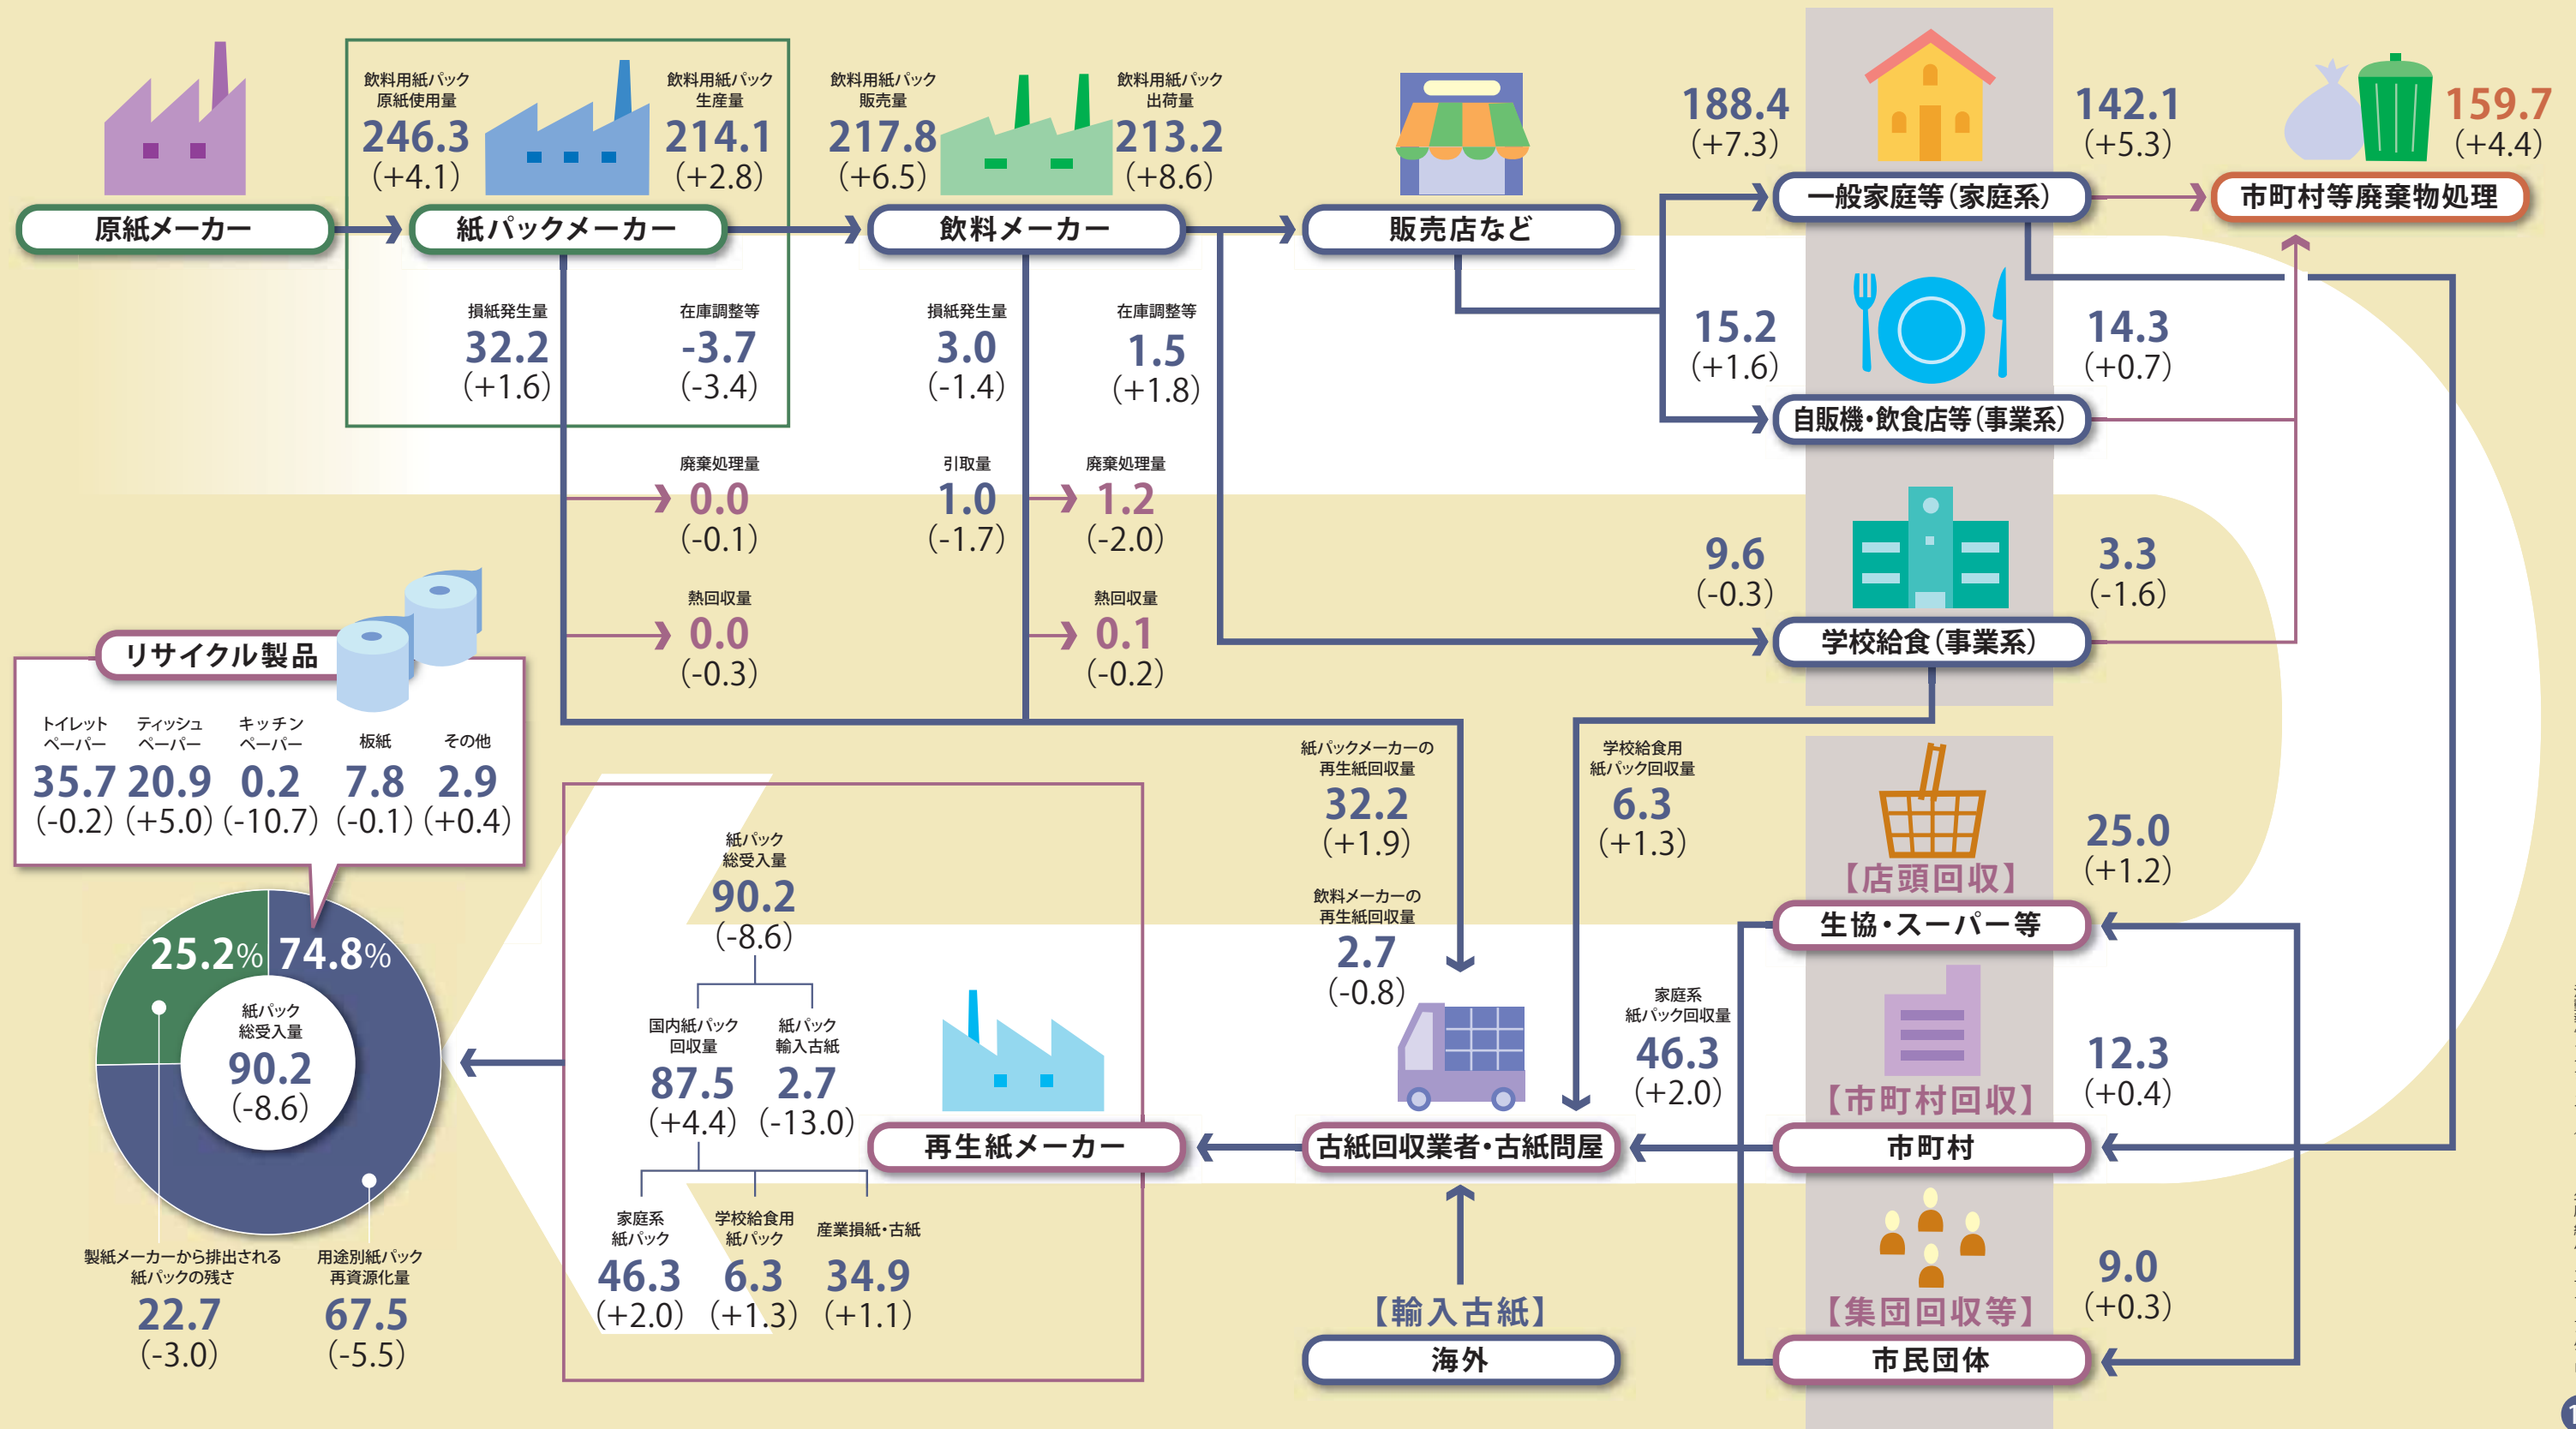 飲料用紙パック
原紙使用量
246.3
（+4.1）
飲料用紙パック
生産量
214.1
（+2.8）
飲料用紙パック
販売量
217.8
（+6.5）
飲料用紙パック
出荷量
213.2
（+8.6）
原紙メーカー
紙パックメーカー
飲料メーカー
販売店など
188.4
（+7.3）
142.1
（+5.3）
159.7
（+4.4）
一般家庭等（家庭系）
市町村等廃棄物処理
損紙発生量
32.2
（+1.6）
在庫調整等
-3.7
（-3.4）
損紙発生量
3.0
（-1.4）
在庫調整等
1.5
（+1.8）
15.2
（+1.6）
14.3
（+0.7）
自販機・飲食店等（事業系）
廃棄処理量
0.0
（-0.1）
引取量
1.0
（-1.7）
廃棄処理量
1.2
（-2.0）
熱回収量
0.0
（-0.3）
熱回収量
0.1
（-0.2）
9.6
（-0.3）
3.3
（-1.6）
学校給食（事業系）
リサイクル製品
トイレット
ペーパー
35.7
（-0.2）
ティッシュ
ペーパー
20.9
（+5.0）
キッチン
ペーパー
0.2
（-10.7）
板紙
7.8
（-0.1）
その他
2.9
（+0.4）
25.2%
74.8%
紙パック
総受入量
90.2
（-8.6）
製紙メーカーから排出される
紙パックの残さ
22.7
（-3.0）
用途別紙パック
再資源化量
67.5
（-5.5）
紙パック
総受入量
90.2
（-8.6）
国内紙パック
回収量
87.5
（+4.4）
紙パック
輸入古紙
2.7
（-13.0）
家庭系
紙パック
46.3
（+2.0）
学校給食用
紙パック
6.3
（+1.3）
産業損紙・古紙
34.9
（+1.1）
再生紙メーカー
紙パックメーカーの
再生紙回収量
32.2
（+1.9）
飲料メーカーの
再生紙回収量
2.7
（-0.8）
学校給食用
紙パック回収量
6.3
（+1.3）
家庭系
紙パック回収量
46.3
（+2.0）
古紙回収業者・古紙問屋
【輸入古紙】
海外
25.0
（+1.2）
【店頭回収】
生協・スーパー等
12.3
（+0.4）
【市町村回収】
市町村
9.0
（+0.3）
【集団回収等】
市民団体